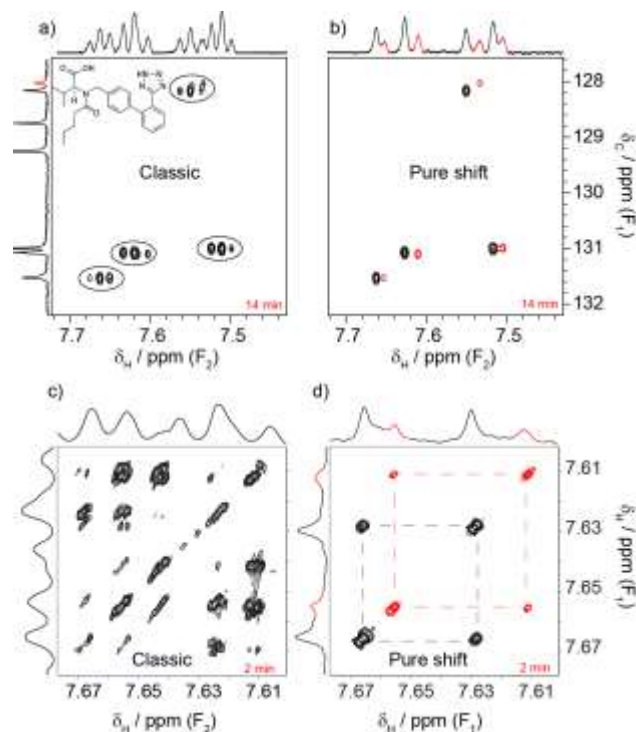 a)
b)
OH
O
N
H
O
HN-N
N
N
Classic
Pure shift
14 min
14 min
128
129
130
131
132
δC / ppm (F1)
7.7 7.6 7.5
7.7 7.6 7.5
δH / ppm (F2)
δH / ppm (F2)
c)
d)
Classic
Pure shift
2 min
2 min
7.61
7.63
7.65
7.67
δH / ppm (F1)
7.67 7.65 7.63 7.61
7.67 7.65 7.63 7.61
δH / ppm (F2)
δH / ppm (F1)